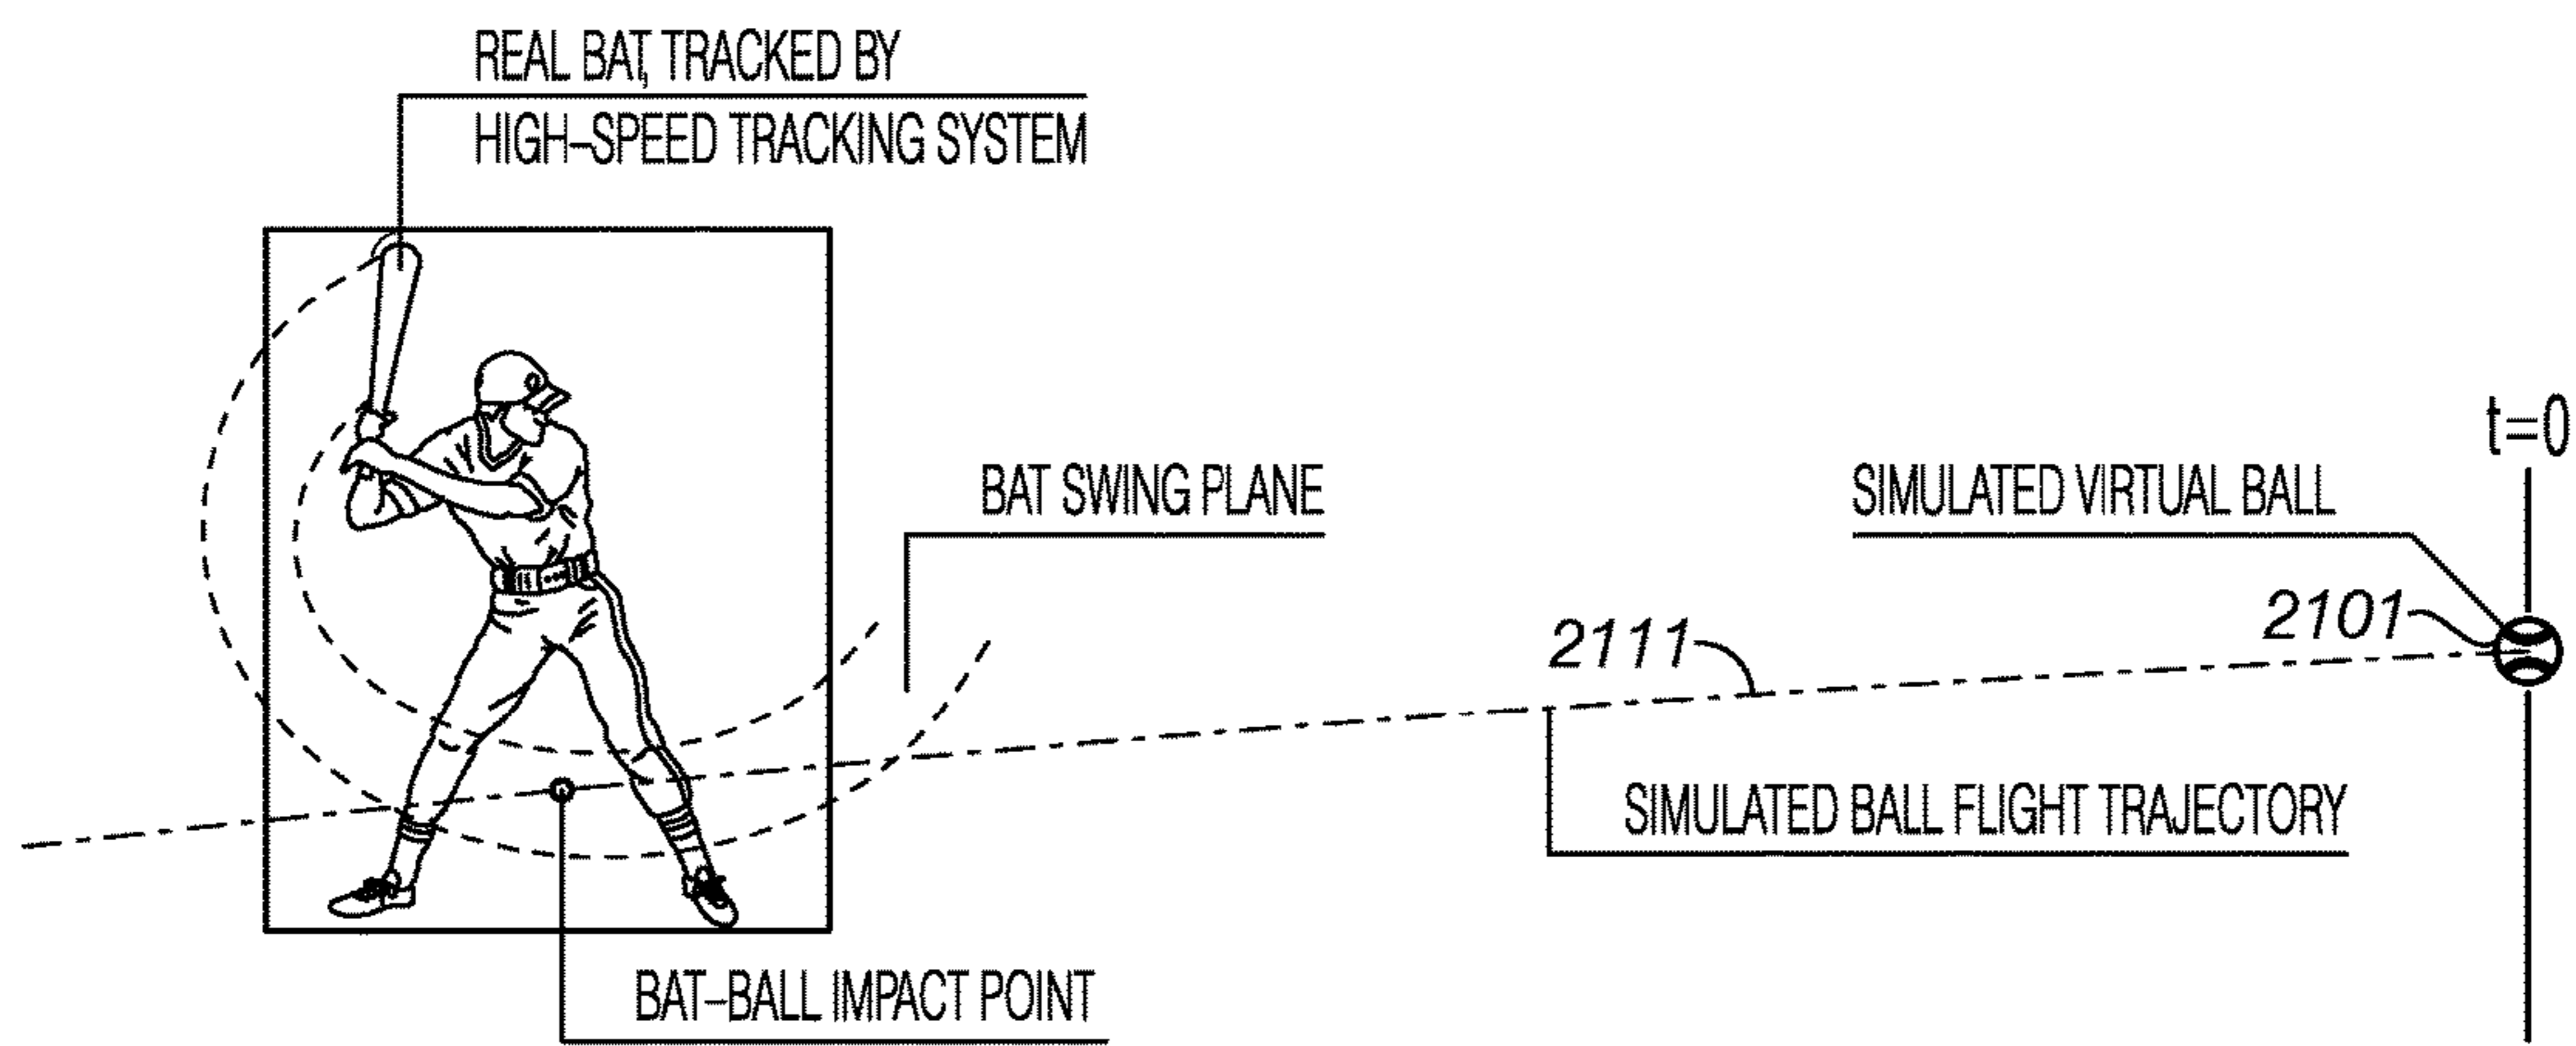 REAL BAT, TRACKED BY
HIGH-SPEED TRACKING SYSTEM
t=0
BAT SWING PLANE
SIMULATED VIRTUAL BALL
2101
2111
SIMULATED BALL FLIGHT TRAJECTORY
BAT-BALL IMPACT POINT